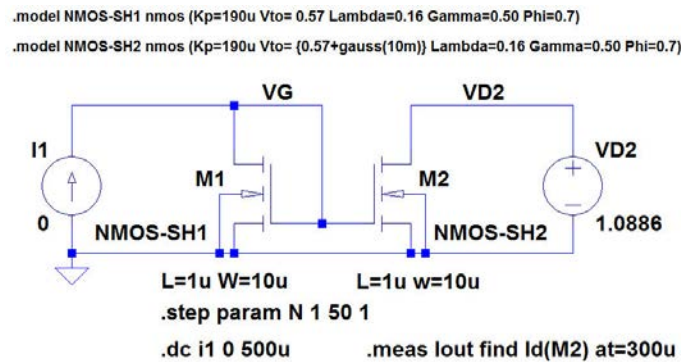 .model NMOS-SH1 nmos (Kp=190u Vto= 0.57 Lambda=0.16 Gamma=0.50 Phi=0.7)
.model NMOS-SH2 nmos (Kp=190u Vto= {0.57+gauss(10m)} Lambda=0.16 Gamma=0.50 Phi=0.7)
VG VD2
I1 M1 M2 VD2
0 NMOS-SH1 NMOS-SH2 1.0886
L=1u W=10u L=1u w=10u
.step param N 1 50 1
.dc i1 0 500u .meas Iout find Id(M2) at=300u